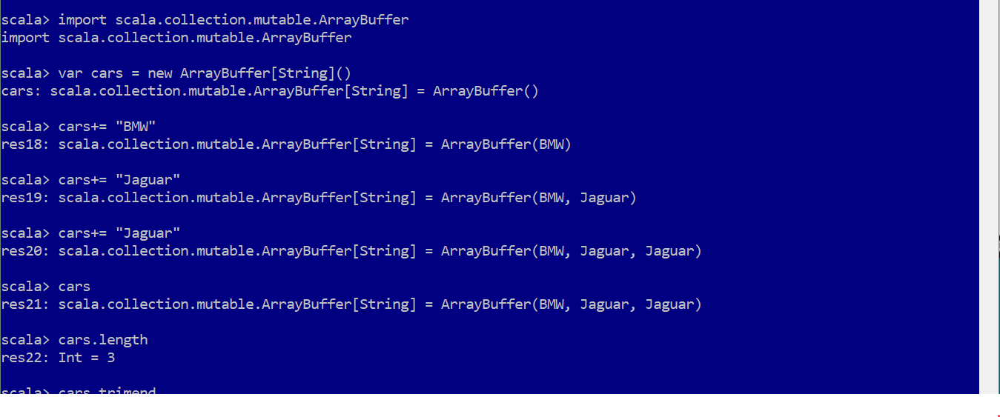 scala> import scala.collection.mutable.ArrayBuffer
import scala.collection.mutable.ArrayBuffer
scala> var cars = new ArrayBuffer[String]()
cars: scala.collection.mutable.ArrayBuffer[String] = ArrayBuffer()
scala> cars+= "BMW"
res18: scala.collection.mutable.ArrayBuffer[String] = ArrayBuffer(BMW)
scala> cars+= "Jaguar"
res19: scala.collection.mutable.ArrayBuffer[String] = ArrayBuffer(BMW, Jaguar)
scala> cars+= "Jaguar"
res20: scala.collection.mutable.ArrayBuffer[String] = ArrayBuffer(BMW, Jaguar, Jaguar)
scala> cars
res21: scala.collection.mutable.ArrayBuffer[String] = ArrayBuffer(BMW, Jaguar, Jaguar)
scala> cars.length
res22: Int = 3
scala> cars.trimend